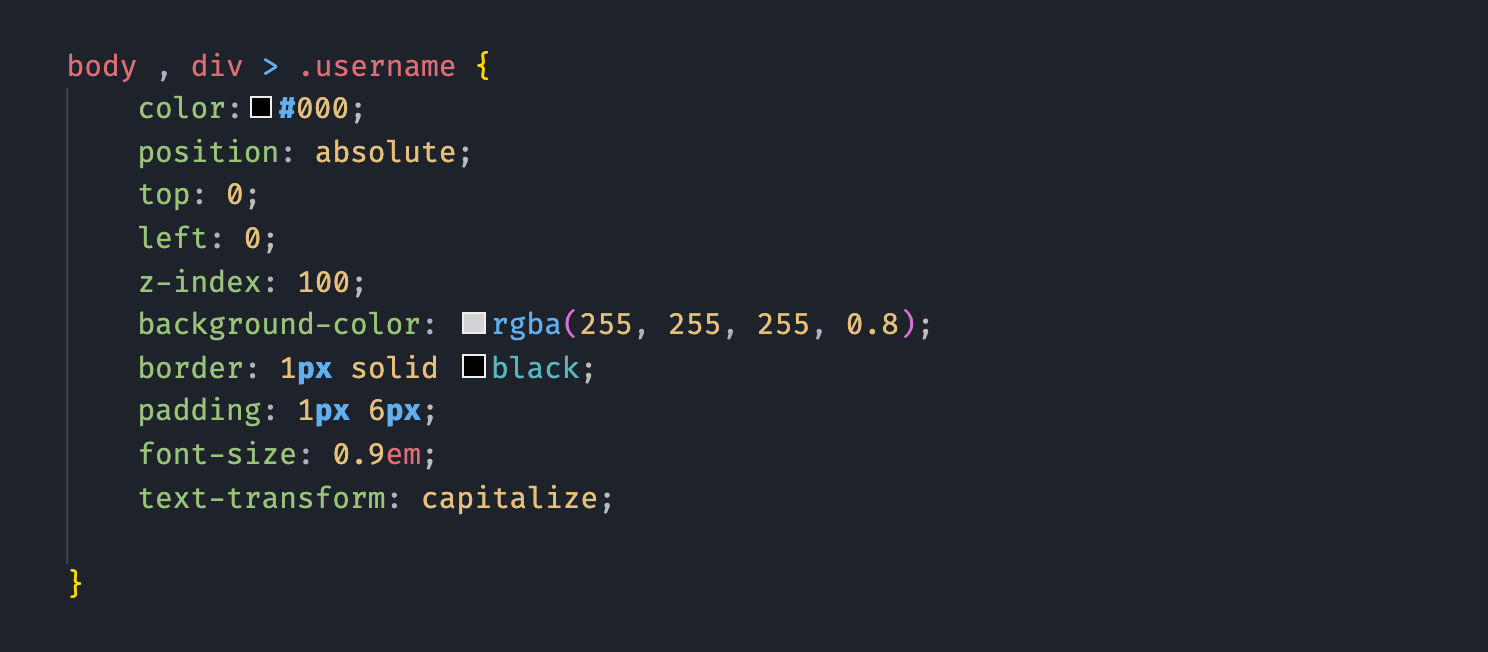 body , div > .username {
    color:#000;
    position: absolute;
    top: 0;
    left: 0;
    z-index: 100;
    background-color: rgba(255, 255, 255, 0.8);
    border: 1px solid black;
    padding: 1px 6px;
    font-size: 0.9em;
    text-transform: capitalize;
}